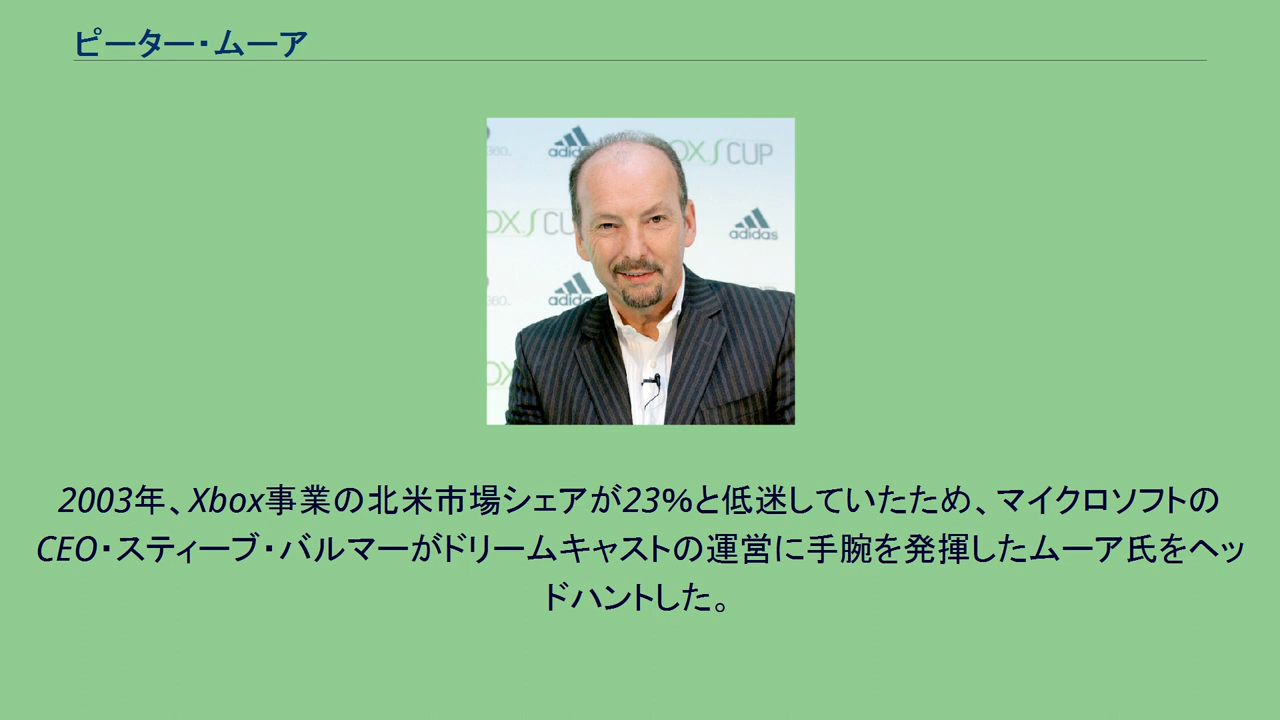 ピーター・ムーア
adidas
OX S CUP
OX S CU
adidas
360.
adida
OX
2003年、Xbox事業の北米市場シェアが23%と低迷していたため、マイクロソフトの
CEO・スティーブ・バルマーがドリームキャストの運営に手腕を発揮したムーア氏をヘッ
ドハントした。